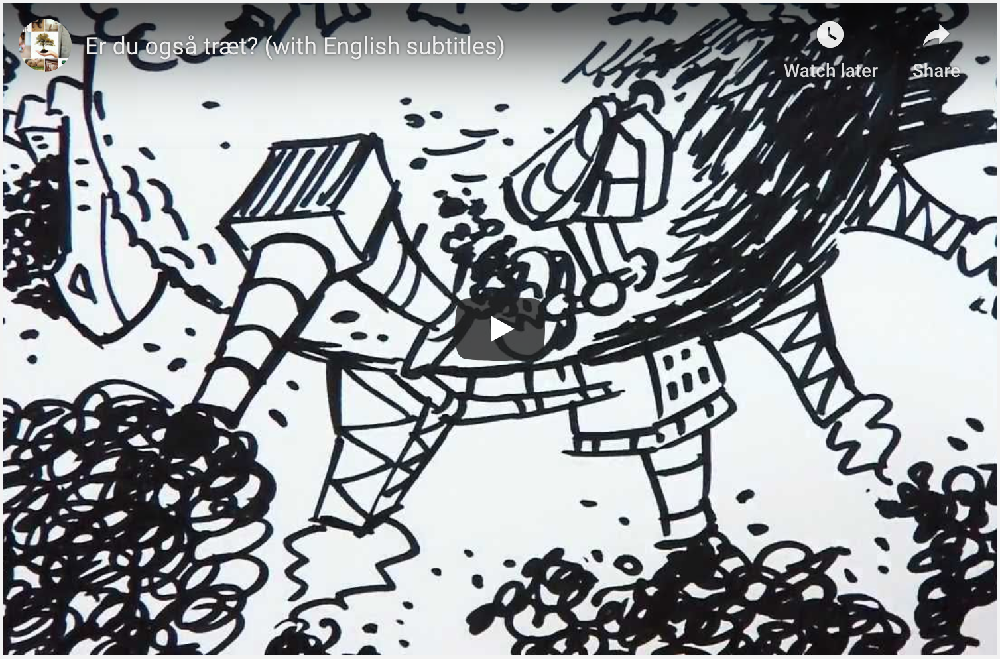 Er du også træt? (with English subtitles)
Watch later
Share